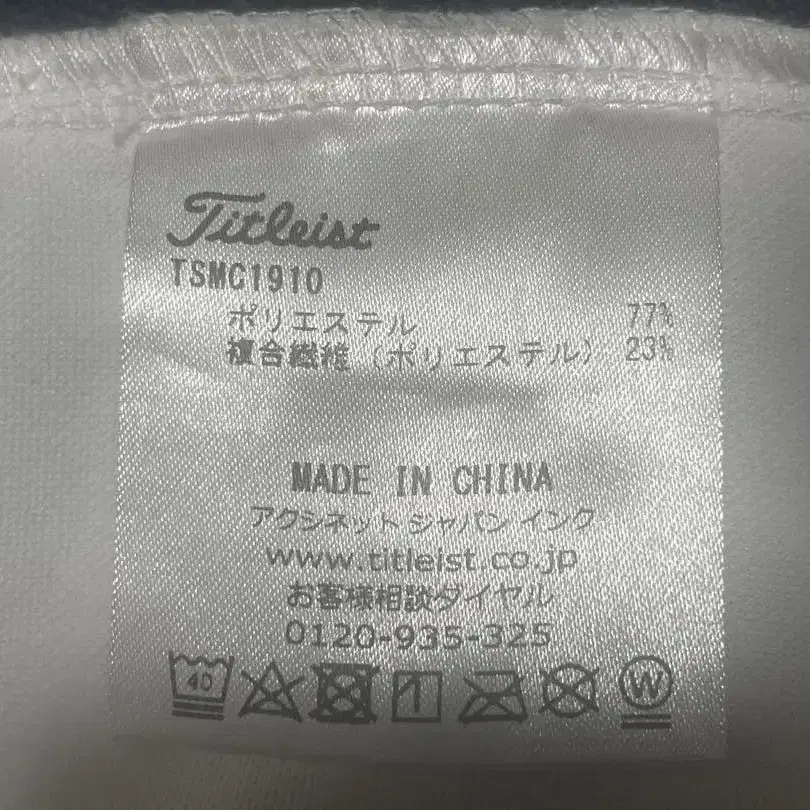 Titleist
TSMC1910
ポリエステル 77%
複合繊維(ポリエステル) 23%
MADE IN CHINA
アクシネット ジャパン インク
www.titleist.co.jp
お客様相談ダイヤル
0120-935-325
40 W